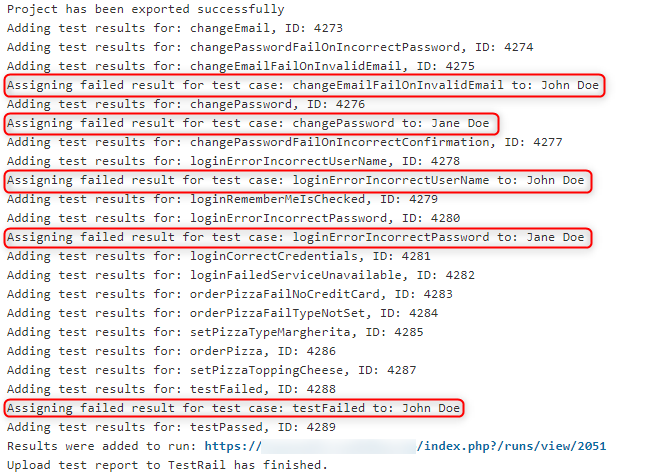 Project has been exported successfully
Adding test results for: changeEmail, ID: 4273
Adding test results for: changePasswordFailOnIncorrectPassword, ID: 4274
Adding test results for: changeEmailFailOnInvalidEmail, ID: 4275
Assigning failed result for test case: changeEmailFailOnInvalidEmail to: John Doe
Adding test results for: changePassword, ID: 4276
Assigning failed result for test case: changePassword to: Jane Doe
Adding test results for: changePasswordFailOnIncorrectConfirmation, ID: 4277
Adding test results for: loginErrorIncorrectUserName, ID: 4278
Assigning failed result for test case: loginErrorIncorrectUserName to: John Doe
Adding test results for: loginRememberMeIsChecked, ID: 4279
Adding test results for: loginErrorIncorrectPassword, ID: 4280
Assigning failed result for test case: loginErrorIncorrectPassword to: Jane Doe
Adding test results for: loginCorrectCredentials, ID: 4281
Adding test results for: loginFailedServiceUnavailable, ID: 4282
Adding test results for: orderPizzaFailNoCreditCard, ID: 4283
Adding test results for: orderPizzaFailTypeNotSet, ID: 4284
Adding test results for: setPizzaTypeMargherita, ID: 4285
Adding test results for: orderPizza, ID: 4286
Adding test results for: setPizzaToppingCheese, ID: 4287
Adding test results for: testFailed, ID: 4288
Assigning failed result for test case: testFailed to: John Doe
Adding test results for: testPassed, ID: 4289
Results were added to run: https:// /index.php?/runs/view/2051
Upload test report to TestRail has finished.